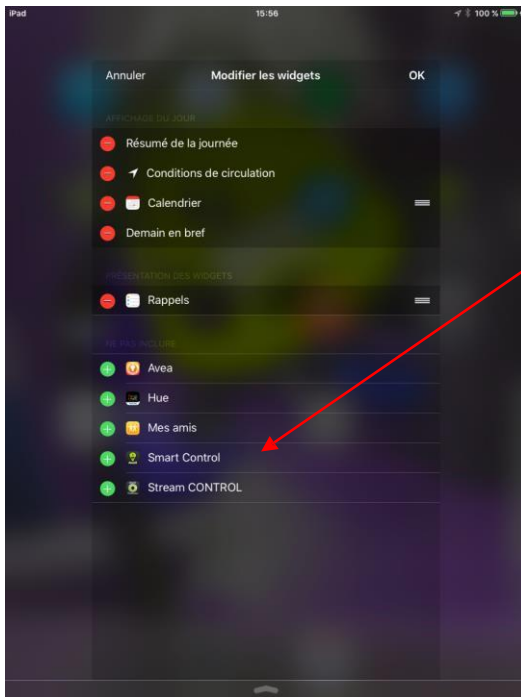 iPad 15:56 100 %
Annuler Modifier les widgets OK
AFFICHAGE DU JOUR
Résumé de la journée
Conditions de circulation
Calendrier
Demain en bref
PRÉSENTATION DES WIDGETS
Rappels
NE PAS INCLURE
Avea
Hue
Mes amis
Smart Control
Stream CONTROL